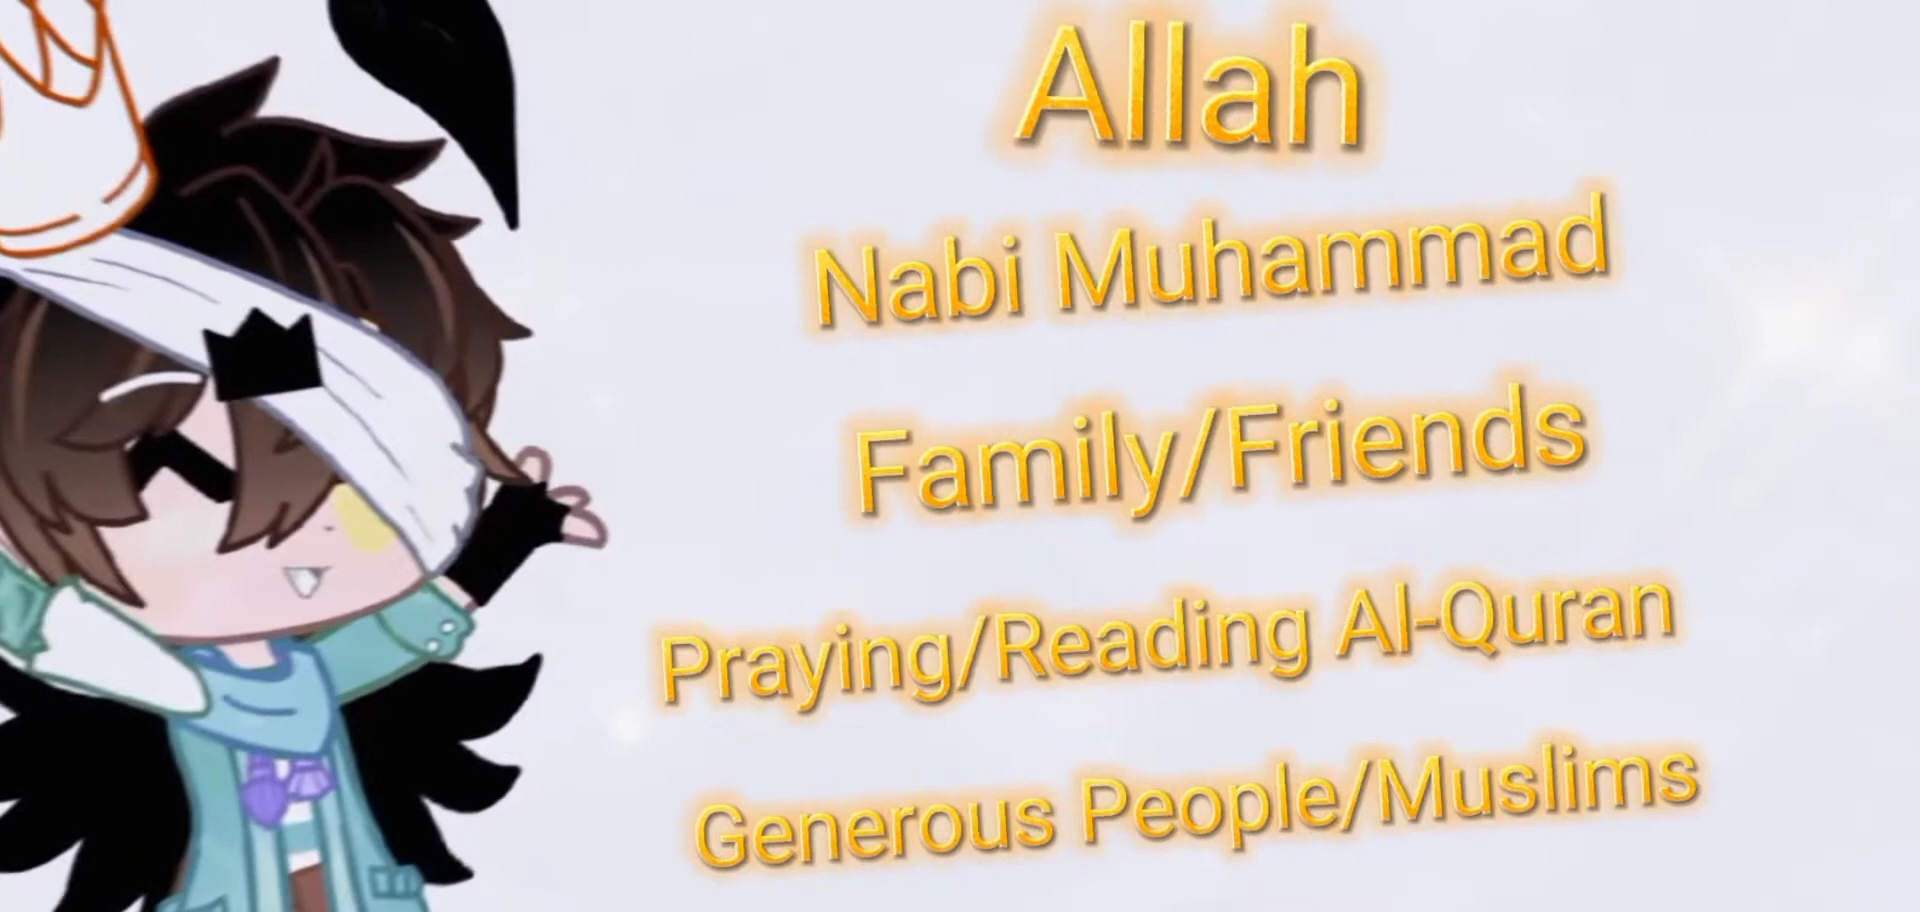 Allah
Nabi Muhammad
Family/Friends
Praying/Reading Al-Quran
Generous People/Muslims